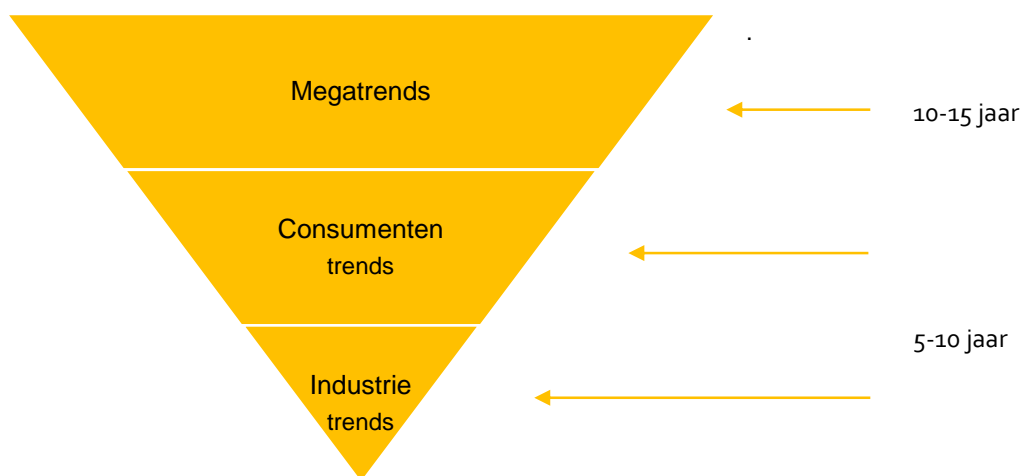 .
Megatrends
10-15 jaar
Consumenten
trends
5-10 jaar
Industrie
trends